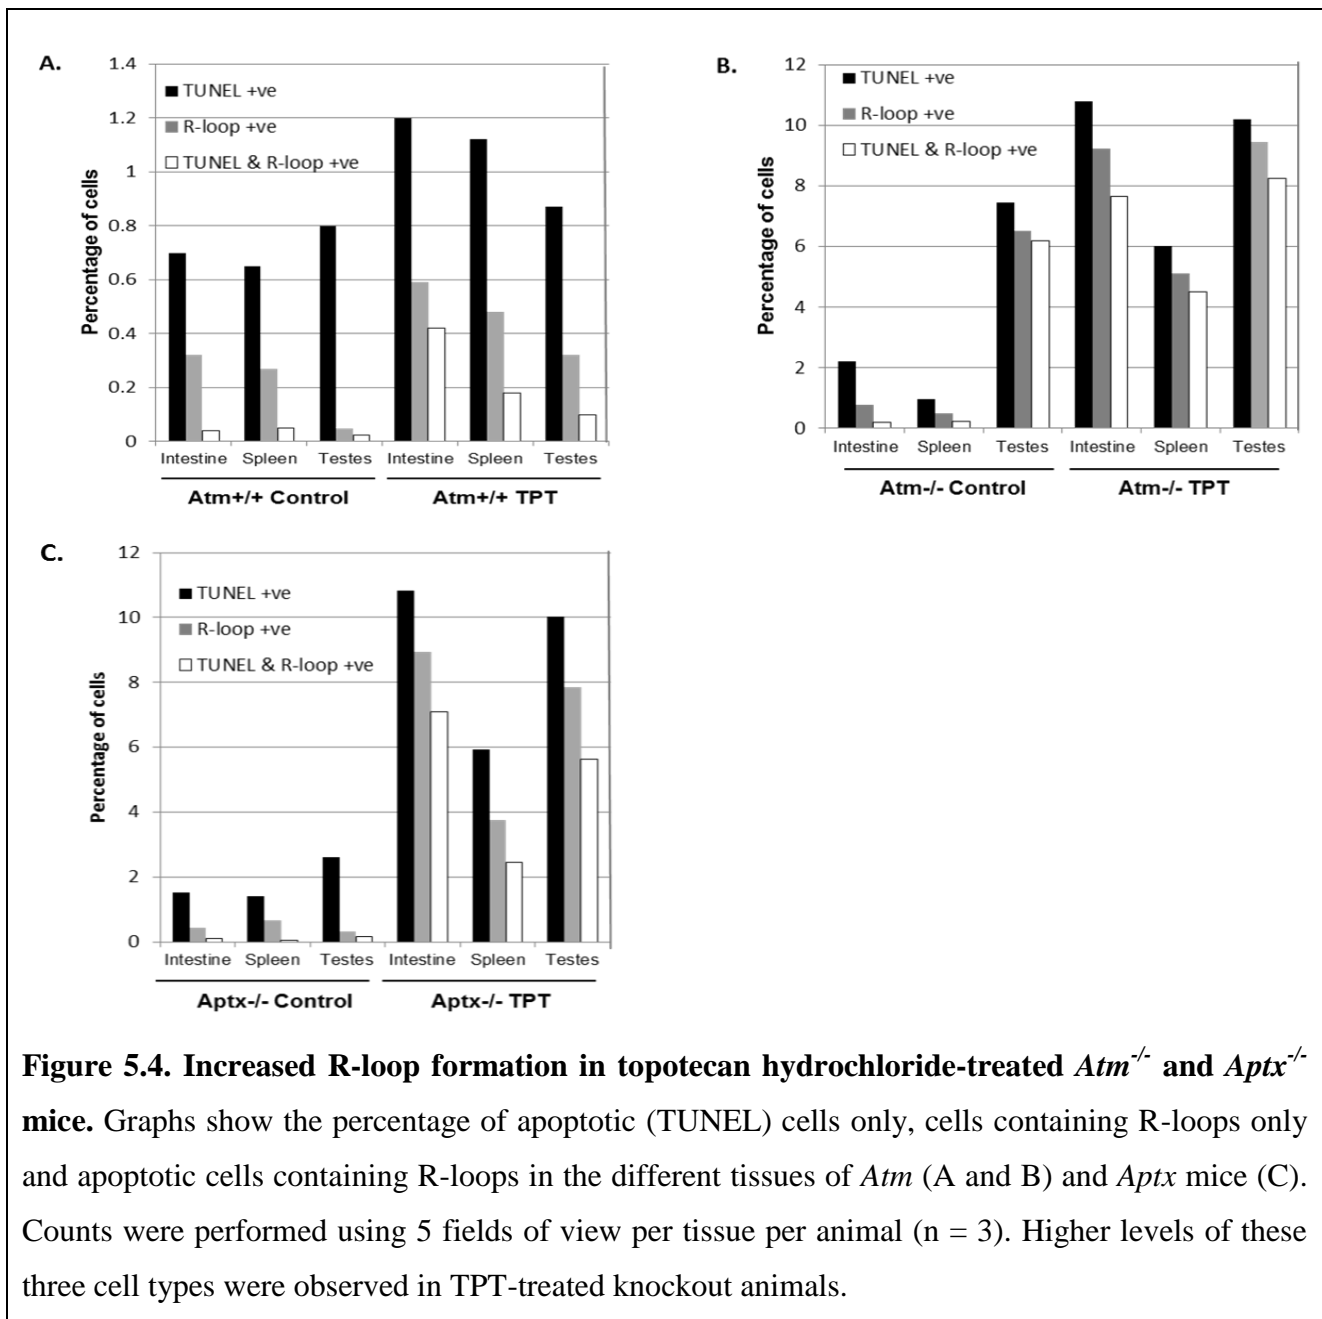 A.
1.4
1.2
1
0.8
0.6
0.4
0.2
0
Percentage of cells
TUNEL +ve
R-loop +ve
TUNEL & R-loop +ve
Intestine Spleen Testes Intestine Spleen Testes
Atm+/+ Control Atm+/+ TPT
B.
12
10
8
6
4
2
0
Percentage of cells
TUNEL +ve
R-loop +ve
TUNEL & R-loop +ve
Intestine Spleen Testes Intestine Spleen Testes
Atm-/- Control Atm-/- TPT
C.
12
10
8
6
4
2
0
Percentage of cells
TUNEL +ve
R-loop +ve
TUNEL & R-loop +ve
Intestine Spleen Testes Intestine Spleen Testes
Aptx-/- Control Aptx-/- TPT
Figure 5.4. Increased R-loop formation in topotecan hydrochloride-treated Atm-/- and Aptx-/-
mice. Graphs show the percentage of apoptotic (TUNEL) cells only, cells containing R-loops only
and apoptotic cells containing R-loops in the different tissues of Atm (A and B) and Aptx mice (C).
Counts were performed using 5 fields of view per tissue per animal (n = 3). Higher levels of these
three cell types were observed in TPT-treated knockout animals.